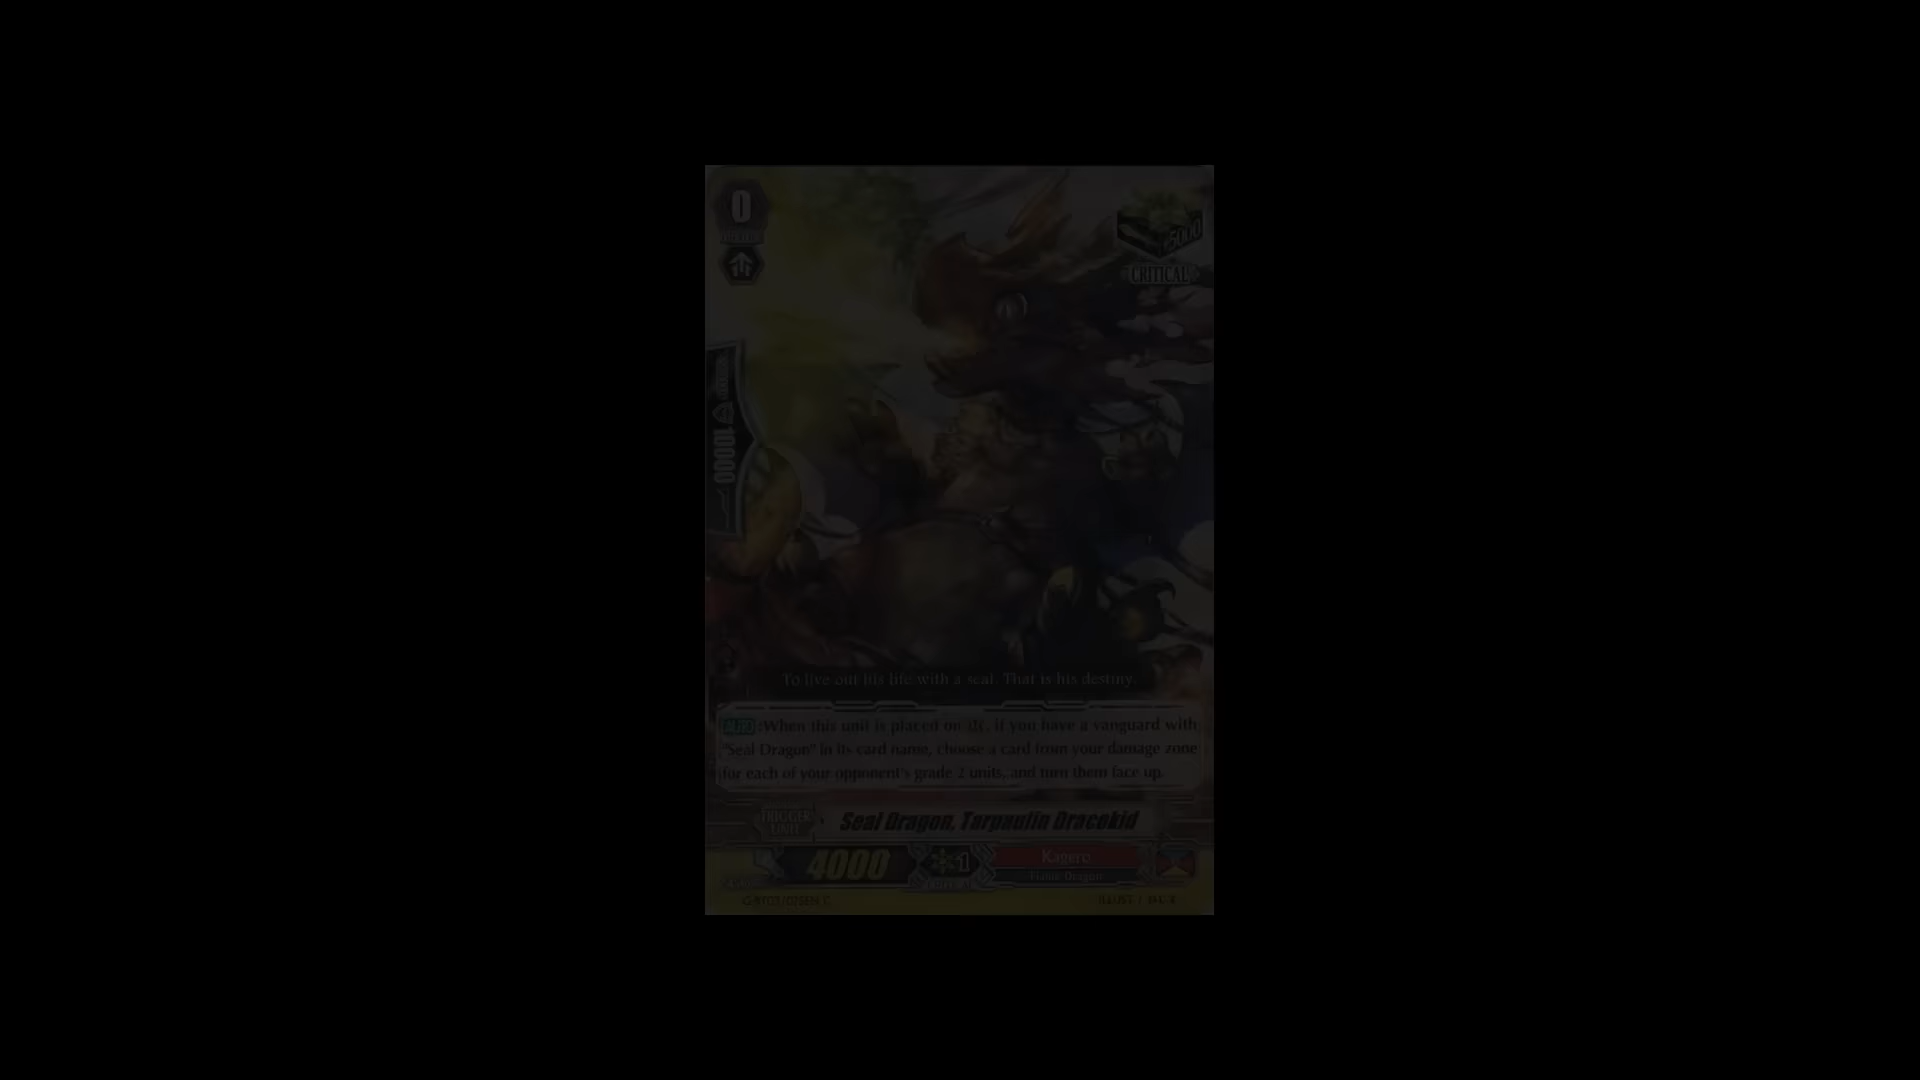 0
5000
CRITICAL
10000
To live out his life with a seal. That is his destiny.
AUTO :When this unit is placed on RC, if you have a vanguard with
"Seal Dragon" in its card name, choose a card from your damage zone
for each of your opponent's grade 2 units, and turn them face up.
TRIGGER
UNIT
Seal Dragon, Tarpaulin Dracokid
4000
1
Kagero
Flame Dragon